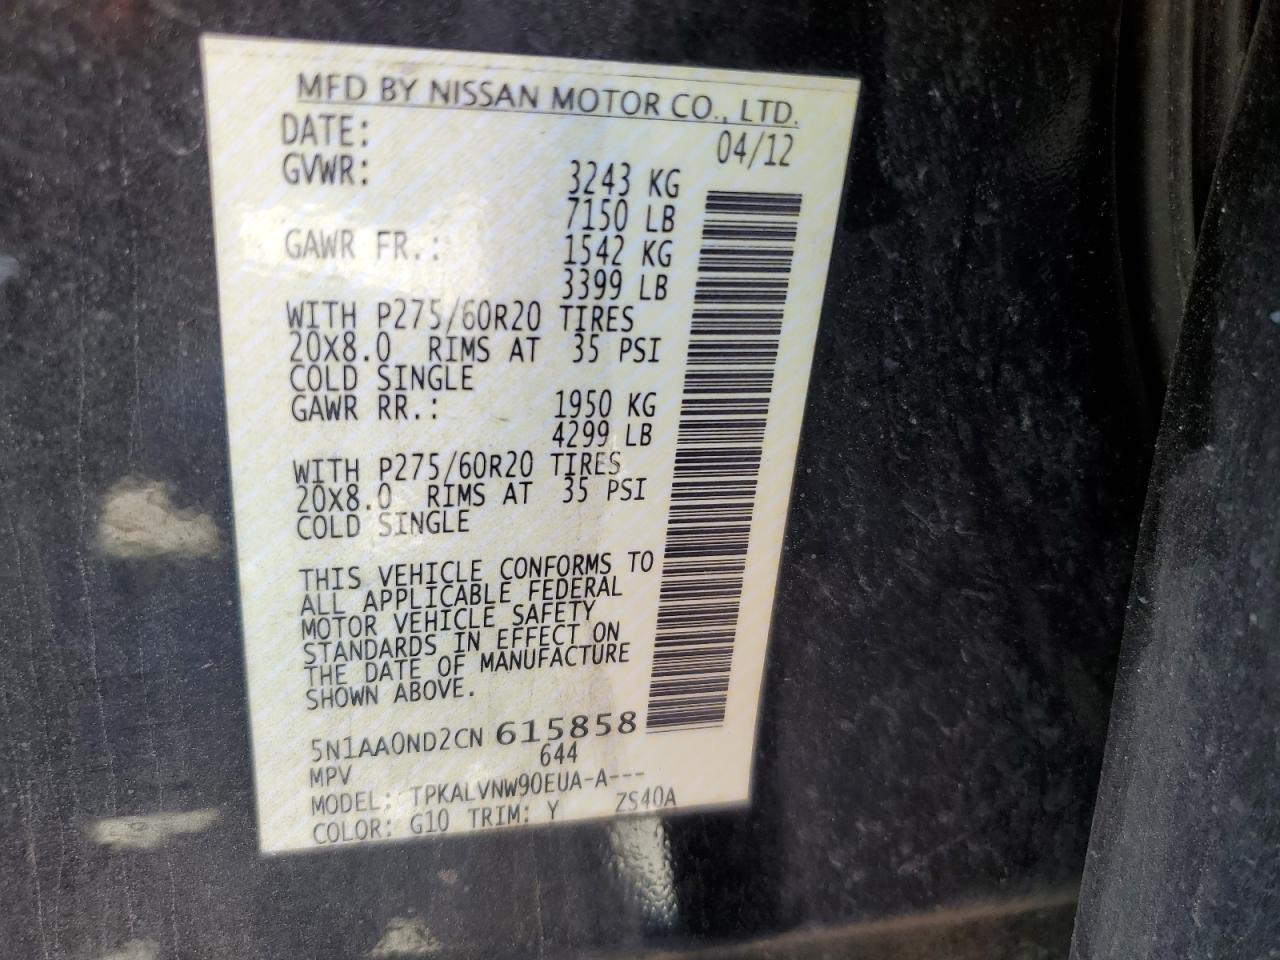 MFD BY NISSAN MOTOR CO., LTD.
DATE: 04/12
GVWR: 3243 KG
7150 LB
GAWR FR.: 1542 KG
3399 LB
WITH P275/60R20 TIRES
20X8.0 RIMS AT 35 PSI
COLD SINGLE
GAWR RR.: 1950 KG
4299 LB
WITH P275/60R20 TIRES
20X8.0 RIMS AT 35 PSI
COLD SINGLE
THIS VEHICLE CONFORMS TO
ALL APPLICABLE FEDERAL
MOTOR VEHICLE SAFETY
STANDARDS IN EFFECT ON
THE DATE OF MANUFACTURE
SHOWN ABOVE.
5N1AA0ND2CN 615858
MPV 644
MODEL: TPKALVNW90EUA-A---
COLOR: G10 TRIM: Y ZS40A